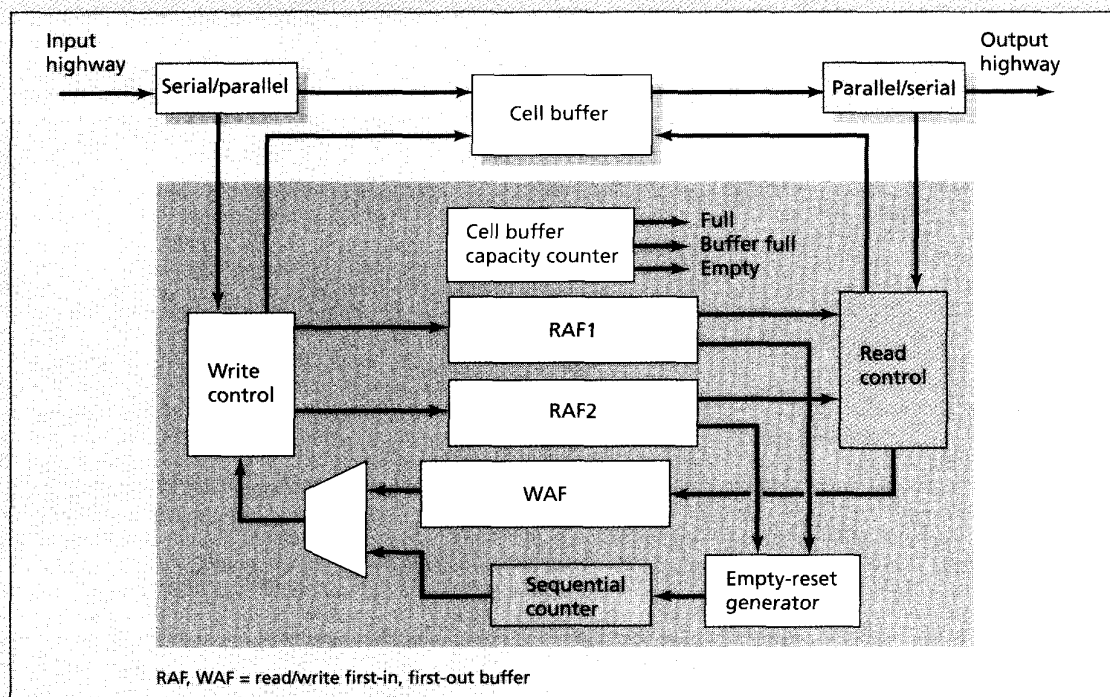 Input
highway
Output
highway
Serial/parallel
Cell buffer
Parallel/serial
Cell buffer
capacity counter
Full
Buffer full
Empty
RAF1
Write
control
Read
control
RAF2
WAF
Sequential
counter
Empty-reset
generator
RAF, WAF = read/write first-in, first-out buffer